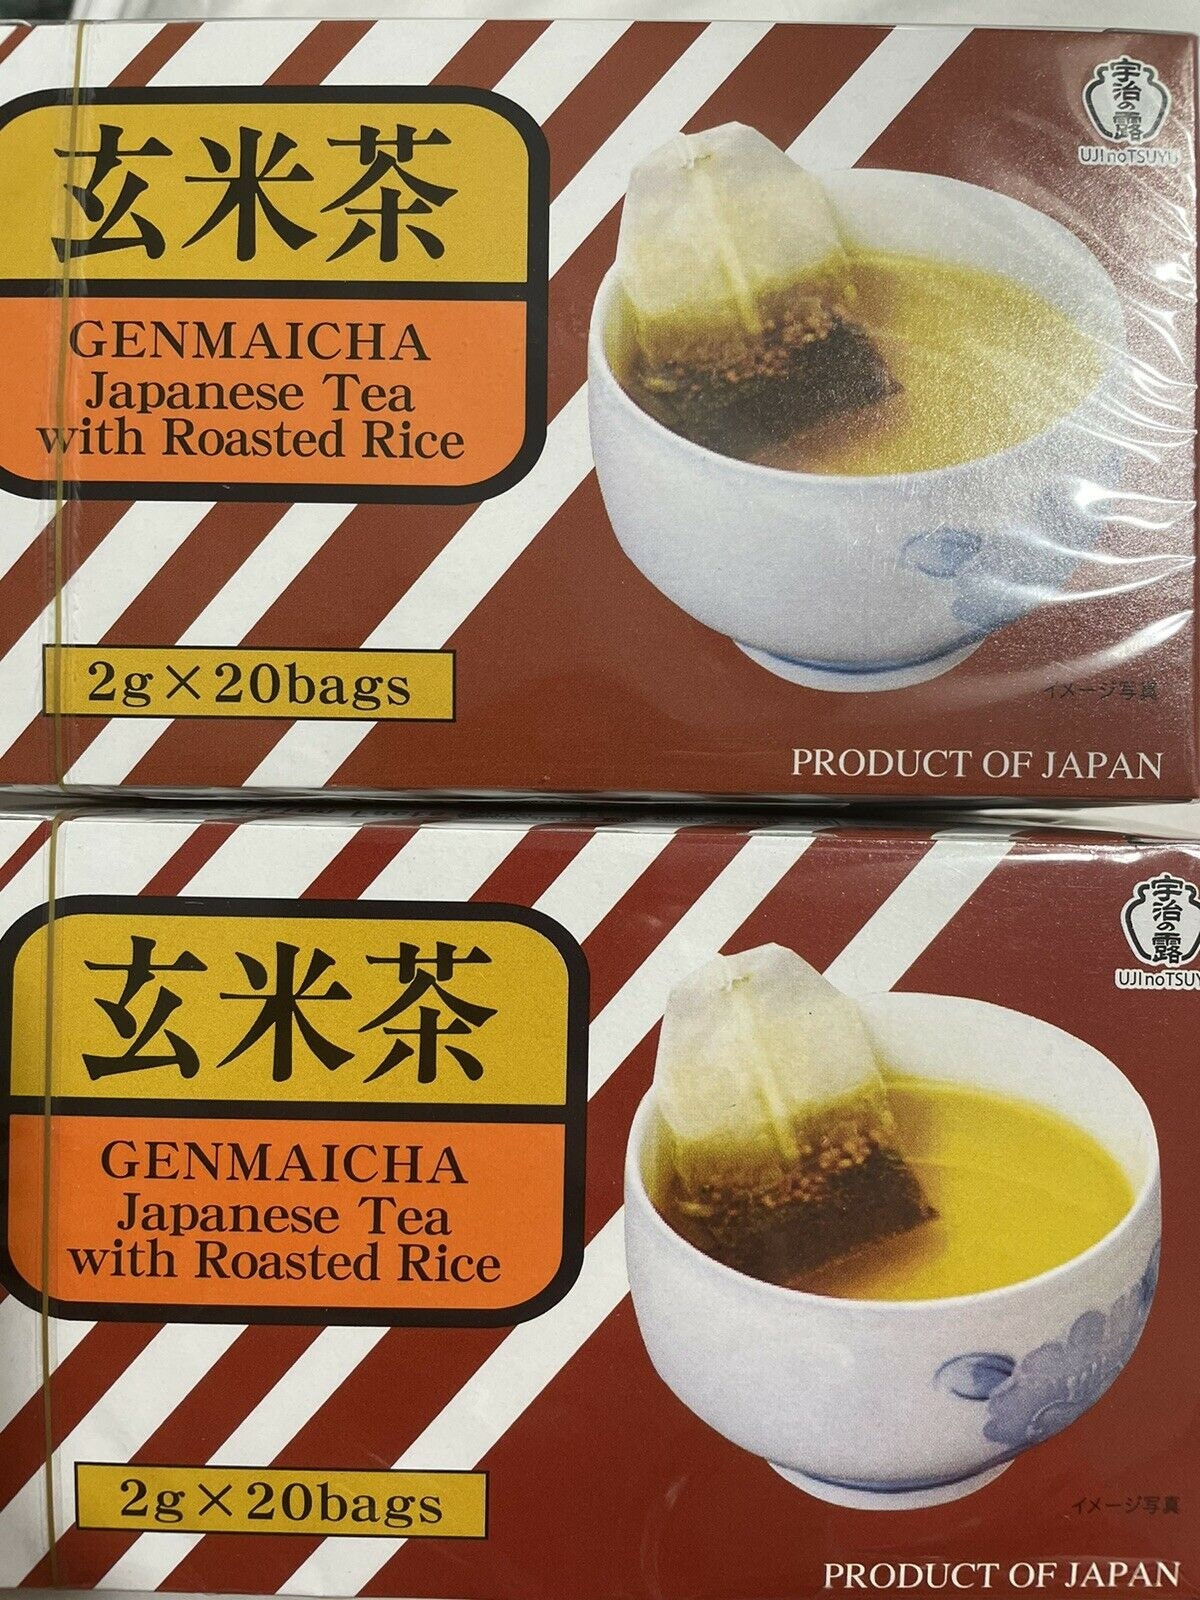 宇治の露
UJInoTSUYU
玄米茶
GENMAICHA
Japanese Tea
with Roasted Rice
2g×20bags
イメージ写真
PRODUCT OF JAPAN
宇治の露
UJInoTSUY
玄米茶
GENMAICHA
Japanese Tea
with Roasted Rice
2g×20bags
イメージ写真
PRODUCT OF JAPAN